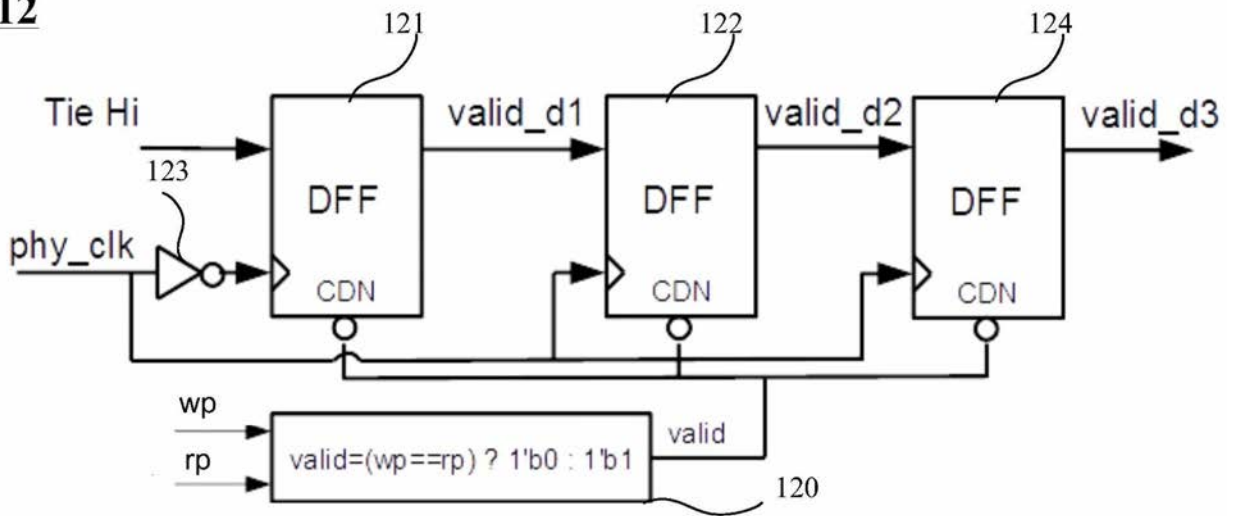 12
121
122
124
Tie Hi
valid_d1
valid_d2
valid_d3
123
DFF
DFF
DFF
phy_clk
CDN
CDN
CDN
wp
rp
valid=(wp==rp) ? 1'b0 : 1'b1
valid
120